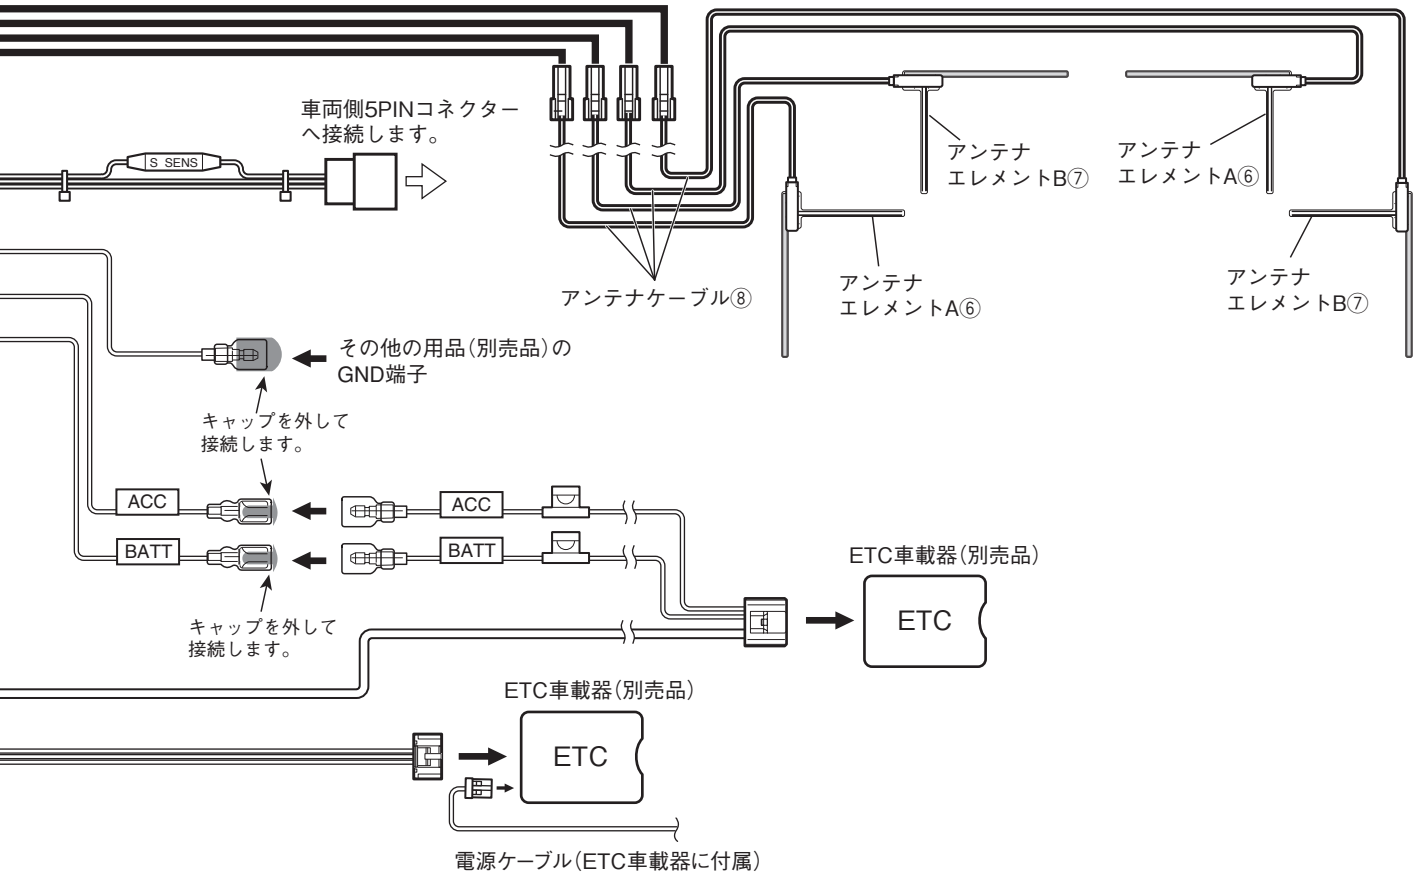 車両側5PINコネクター
へ接続します。
S SENS
アンテナ
エレメントB⑦
アンテナ
エレメントA⑥
アンテナケーブル⑧
アンテナ
エレメントA⑥
アンテナ
エレメントB⑦
その他の用品(別売品)の
GND端子
キャップを外して
接続します。
ACC
ACC
BATT
BATT
キャップを外して
接続します。
ETC車載器(別売品)
ETC
ETC車載器(別売品)
ETC
電源ケーブル(ETC車載器に付属)